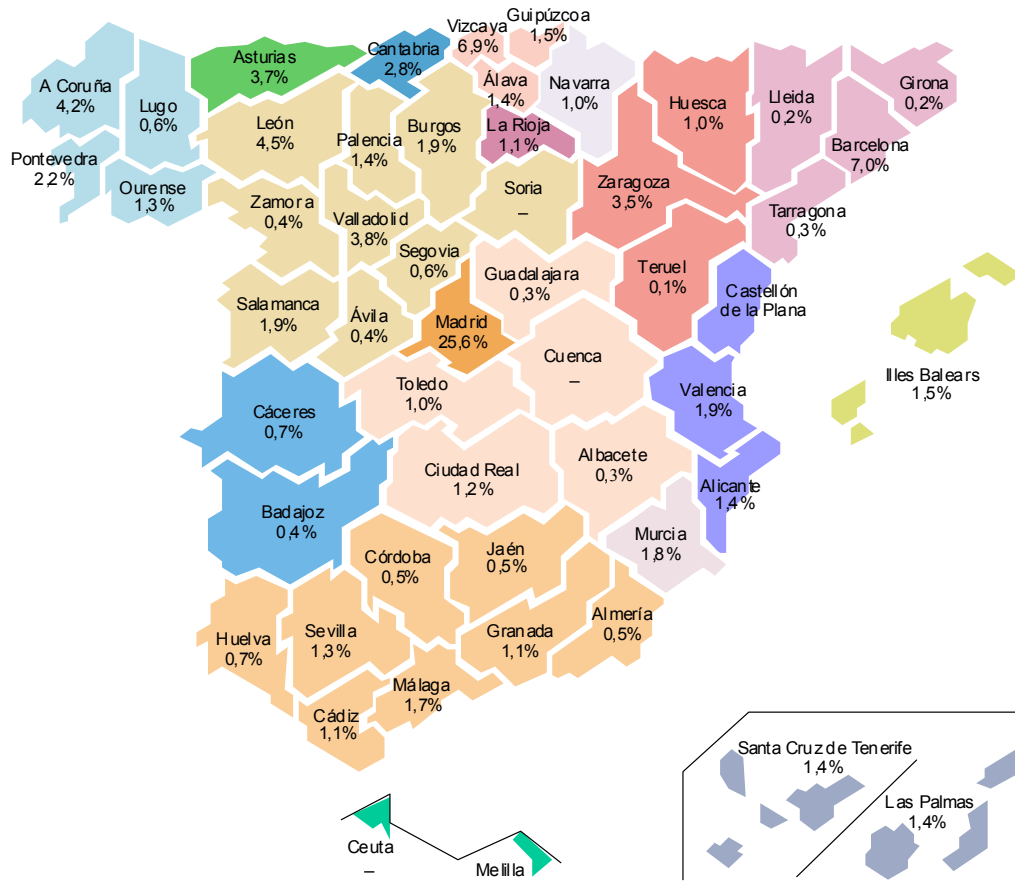 Vizcaya
6,9%
Guipúzcoa
1,5%
Asturias
3,7%
Cantabria
2,8%
A Coruña
4,2%
Lugo
0,6%
Álava
1,4%
Navarra
1,0%
Huesca
1,0%
Lleida
0,2%
Girona
0,2%
León
4,5%
Palencia
1,4%
Burgos
1,9%
La Rioja
1,1%
Barcelona
7,0%
Pontevedra
2,2%
Ourense
1,3%
Zamora
0,4%
Valladolid
3,8%
Soria
–
Zaragoza
3,5%
Tarragona
0,3%
Segovia
0,6%
Guadalajara
0,3%
Teruel
0,1%
Castellón
de la Plana
Salamanca
1,9%
Ávila
0,4%
Madrid
25,6%
Cuenca
–
Illes Balears
1,5%
Toledo
1,0%
Valencia
1,9%
Cáceres
0,7%
Ciudad Real
1,2%
Albacete
0,3%
Alicante
1,4%
Badajoz
0,4%
Murcia
1,8%
Córdoba
0,5%
Jaén
0,5%
Huelva
0,7%
Sevilla
1,3%
Granada
1,1%
Almería
0,5%
Málaga
1,7%
Cádiz
1,1%
Santa Cruz de Tenerife
1,4%
Las Palmas
1,4%
Ceuta
–
Melilla